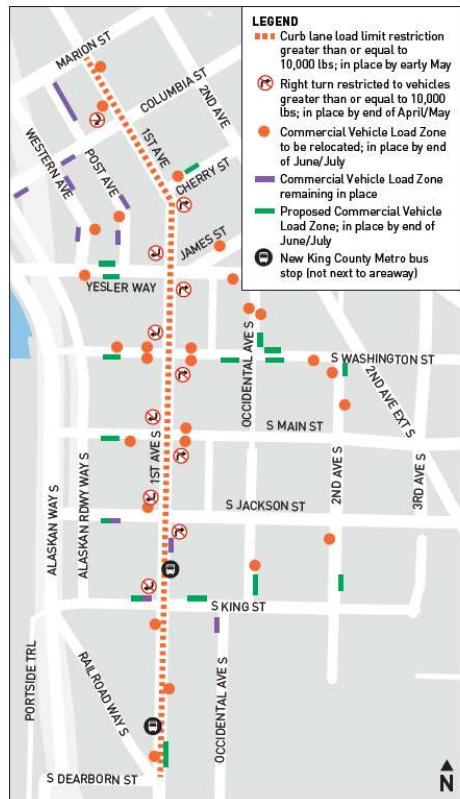 LEGEND
Curb lane load limit restriction
greater than or equal to
10,000 lbs; in place by early May
Right turn restricted to vehicles
greater than or equal to 10,000
lbs; in place by end of April/May
Commercial Vehicle Load Zone
to be relocated; in place by end
of June/July
Commercial Vehicle Load Zone
remaining in place
Proposed Commercial Vehicle
Load Zone; in place by end of
June/July
New King County Metro bus
stop (not next to areaway)
MARION ST
COLUMBIA ST
2ND AVE
1ST AVE
WESTERN AVE
POST AVE
CHERRY ST
JAMES ST
YESLER WAY
S WASHINGTON ST
OCCIDENTAL AVE S
2ND AVE EXT S
S MAIN ST
1ST AVE S
2ND AVE S
3RD AVE S
ALASKAN WAY S
ALASKAN RDWY WAY S
S JACKSON ST
S KING ST
PORTSIDE TRL
RAILROAD WAY S
OCCIDENTAL AVE S
S DEARBORN ST
N